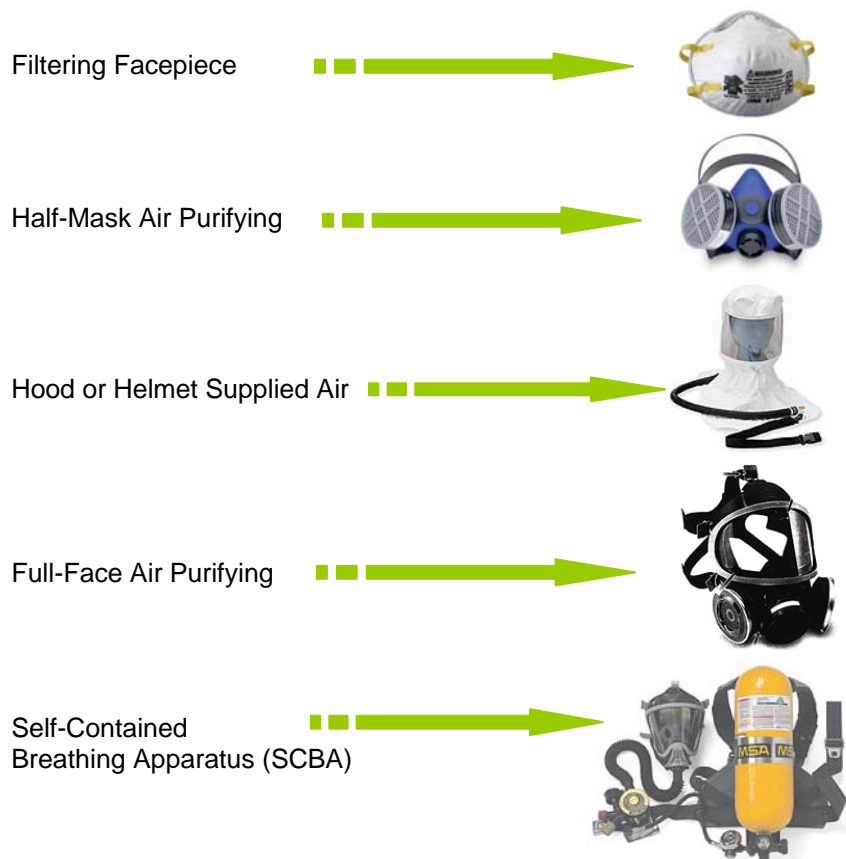 Filtering Facepiece
Half-Mask Air Purifying
Hood or Helmet Supplied Air
Full-Face Air Purifying
Self-Contained
Breathing Apparatus (SCBA)
MSA